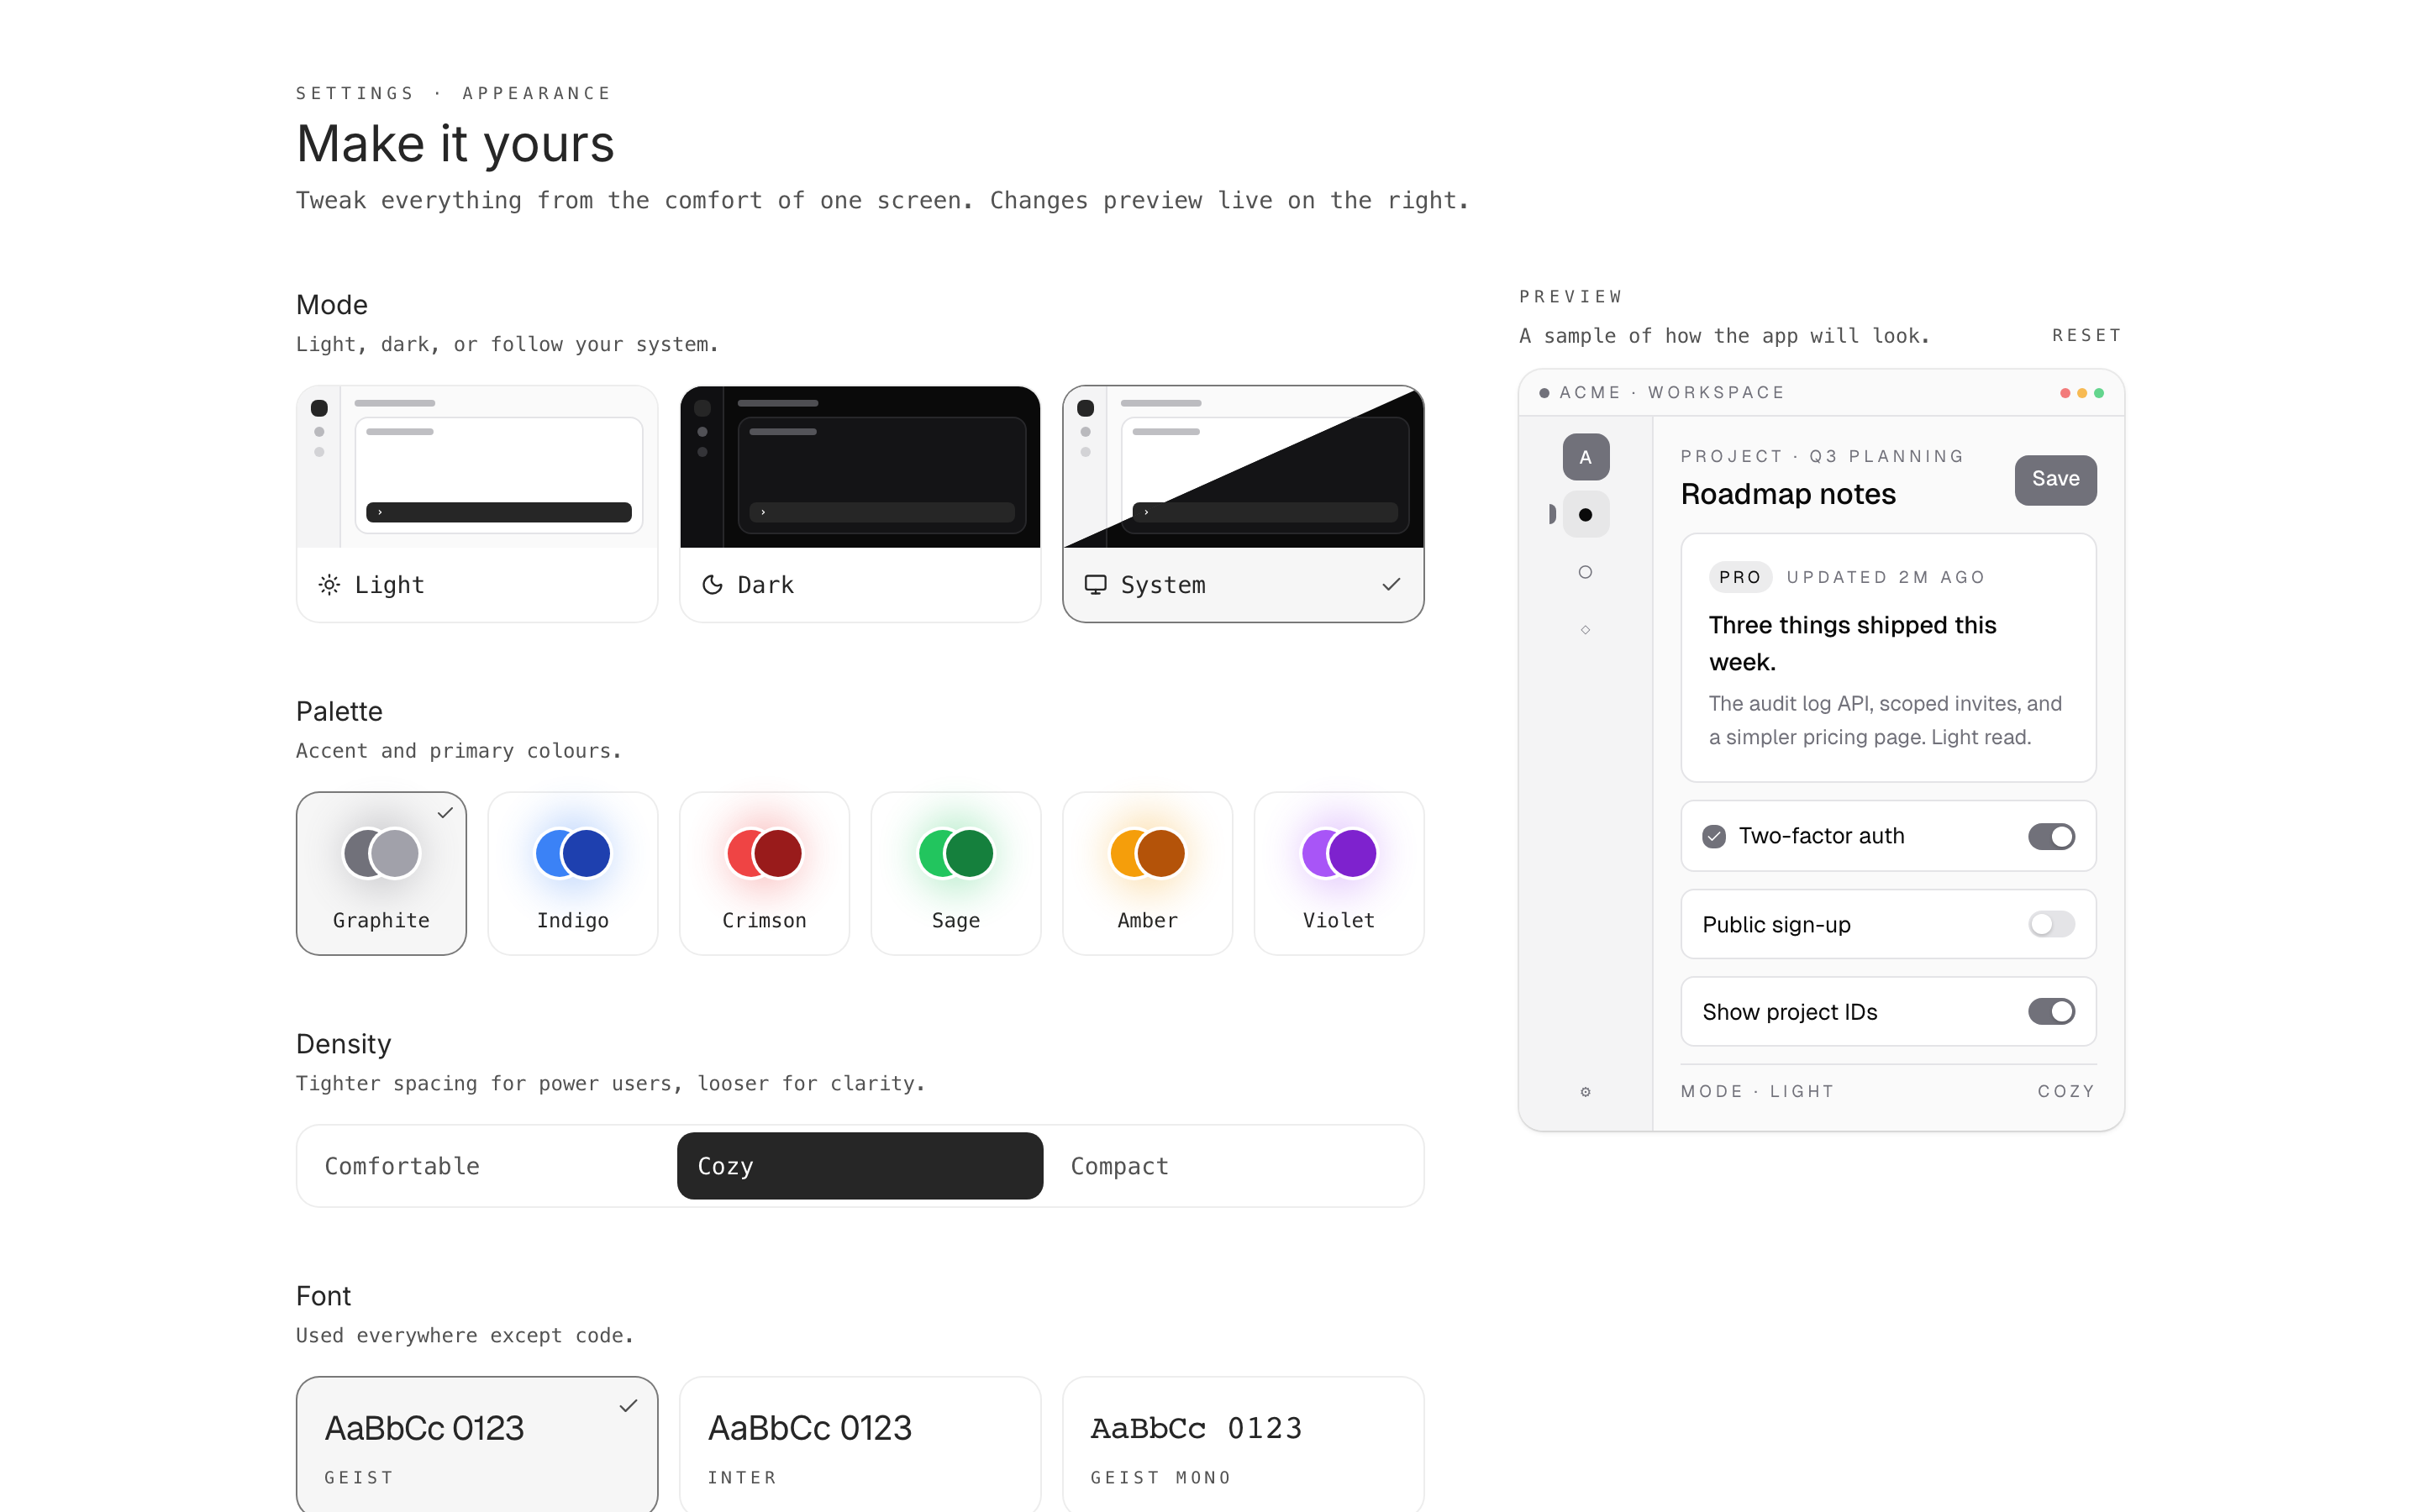 SETTINGS · APPEARANCE
Make it yours
Tweak everything from the comfort of one screen. Changes preview live on the right.
Mode
Light, dark, or follow your system.
Light
Dark
System
Palette
Accent and primary colours.
Graphite
Indigo
Crimson
Sage
Amber
Violet
Density
Tighter spacing for power users, looser for clarity.
Comfortable
Cozy
Compact
Font
Used everywhere except code.
AaBbCc 0123
GEIST
AaBbCc 0123
INTER
AaBbCc 0123
GEIST MONO
PREVIEW
A sample of how the app will look.
RESET
ACME · WORKSPACE
A
PROJECT · Q3 PLANNING
Roadmap notes
Save
PRO
UPDATED 2M AGO
Three things shipped this
week.
The audit log API, scoped invites, and
a simpler pricing page. Light read.
Two-factor auth
Public sign-up
Show project IDs
MODE · LIGHT
COZY